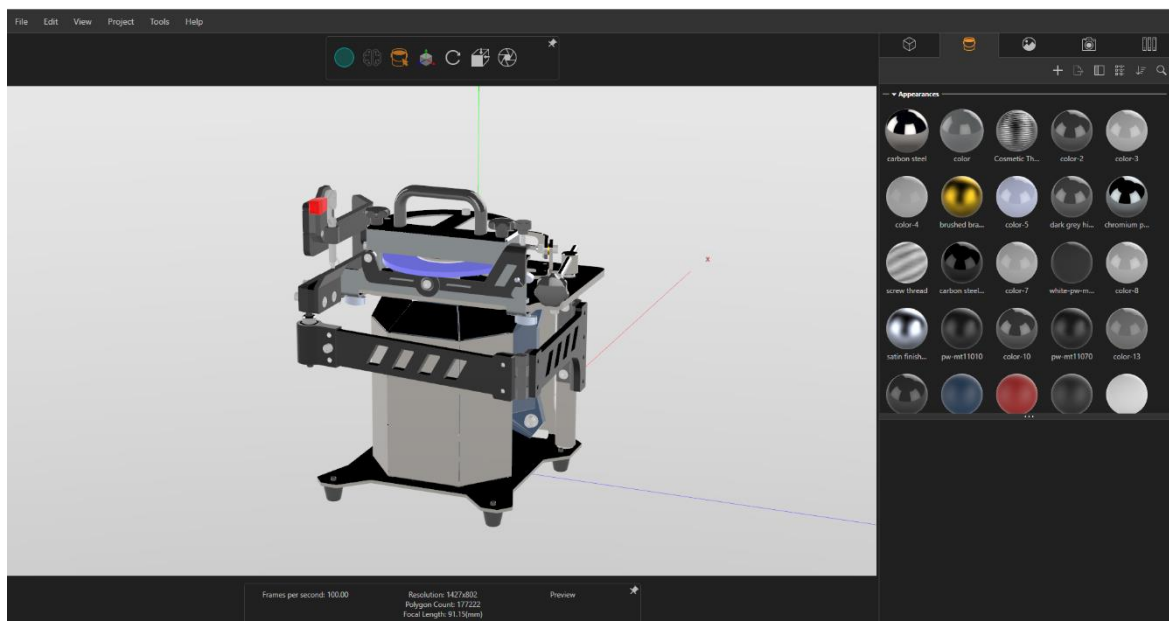 File Edit View Project Tools Help
Appearances
carbon steel color Cosmetic Th... color-2 color-3
color-4 brushed bra... color-5 dark grey hi... chromium p...
screw thread carbon steel... color-7 white-pw-m... color-8
satin finish... pw-mt11010 color-10 pw-mt11070 color-13
x
Frames per second: 100.00 Resolution: 1427x802 Preview
Polygon Count: 177222
Focal Length: 91.15(mm)